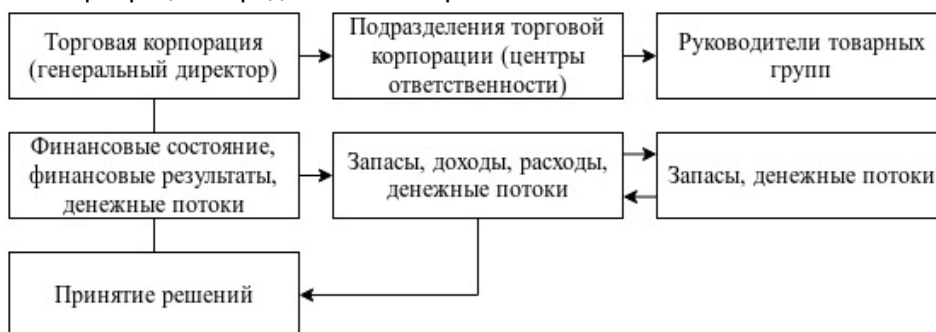 Торговая корпорация
(генеральный директор)
Подразделения торговой
корпорации (центры
ответственности)
Руководители товарных
групп
Финансовые состояние,
финансовые результаты,
денежные потоки
Запасы, доходы, расходы,
денежные потоки
Запасы, денежные потоки
Принятие решений